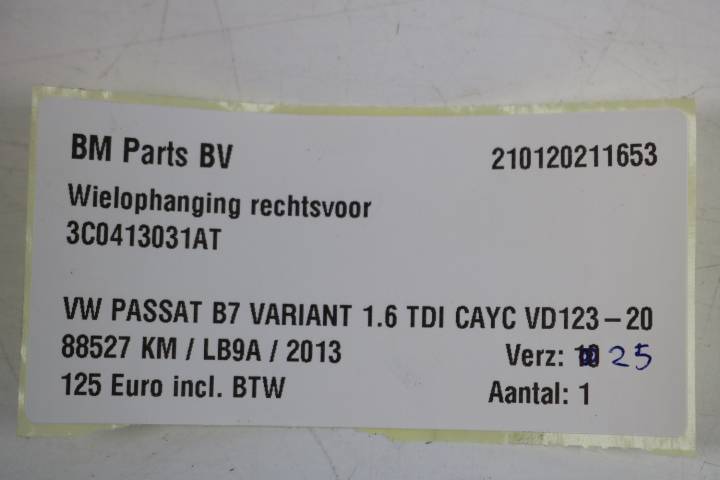 BM Parts BV 210120211653
Wielophanging rechtsvoor
3C0413031AT
VW PASSAT B7 VARIANT 1.6 TDI CAYC VD123-20
88527 KM / LB9A / 2013 Verz: 25
125 Euro incl. BTW Aantal: 1